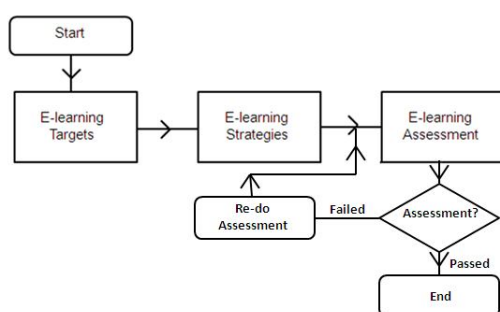 Start
E-learning
Targets
E-learning
Strategies
E-learning
Assessment
Re-do
Assessment
Failed
Assessment?
Passed
End